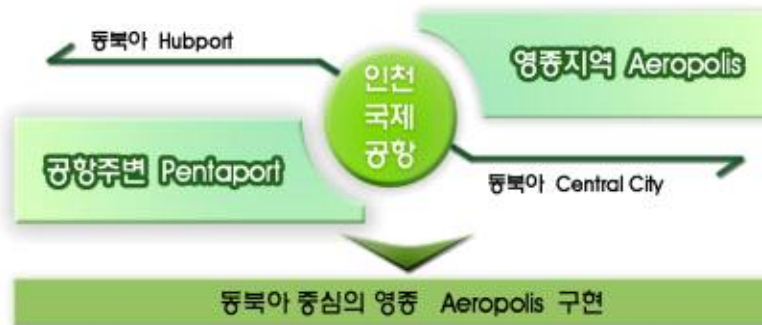 동북아 Hubport
영종지역 Aeropolis
인천
국제
공항
공항주변 Pentaport
동북아 Central City
동북아 중심의 영종 Aeropolis 구현